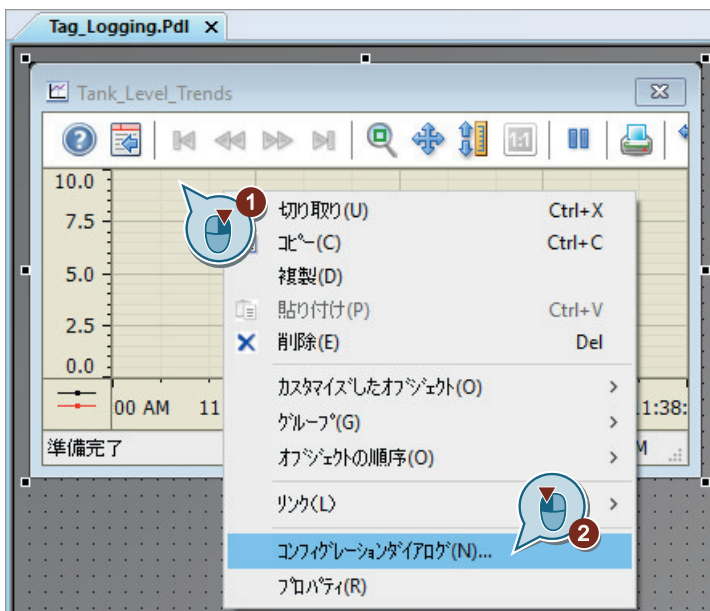 Tag_Logging.Pdl X
Tank_Level_Trends
1:1
10.0
7.5
5.0
2.5
0.0
00 AM 11
1:38:
準備完了
M
1
切り取り(U) Ctrl+X
コピー(C) Ctrl+C
複製(D)
貼り付け(P) Ctrl+V
削除(E) Del
カスタマイズしたオブジェクト(O)
グループ(G)
オブジェクトの順序(O)
リンク(L)
2
コンフィグレーションダイアログ(N)...
プロパティ(R)